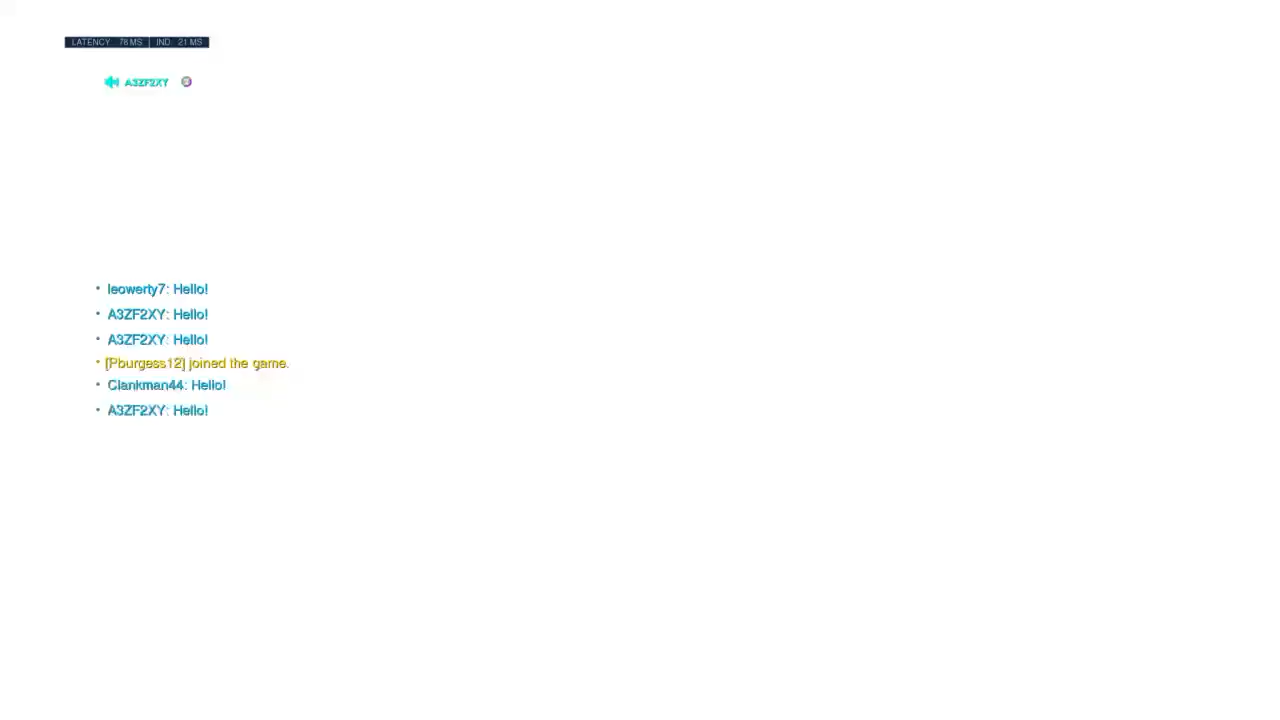 LATENCY 78 MS | IND 21 MS
A3ZF2XY
• leowerty7: Hello!
• A3ZF2XY: Hello!
• A3ZF2XY: Hello!
• [Pburgess12] joined the game.
• Clankman44: Hello!
• A3ZF2XY: Hello!